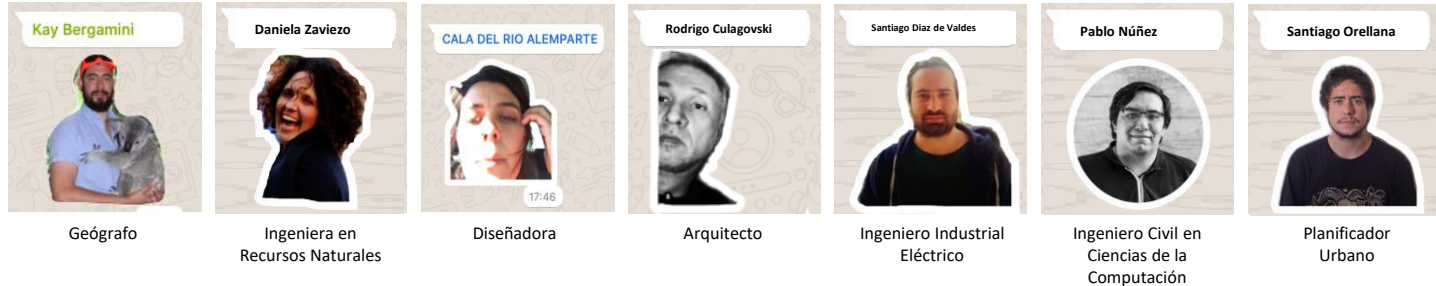 Kay Bergamini
Daniela Zaviezo
CALA DEL RIO ALEMPARTE
Rodrigo Culagovski
Santiago Diaz de Valdes
Pablo Núñez
Santiago Orellana
17:46
Geógrafo
Ingeniera en
Recursos Naturales
Diseñadora
Arquitecto
Ingeniero Industrial
Eléctrico
Ingeniero Civil en
Ciencias de la
Computación
Planificador
Urbano